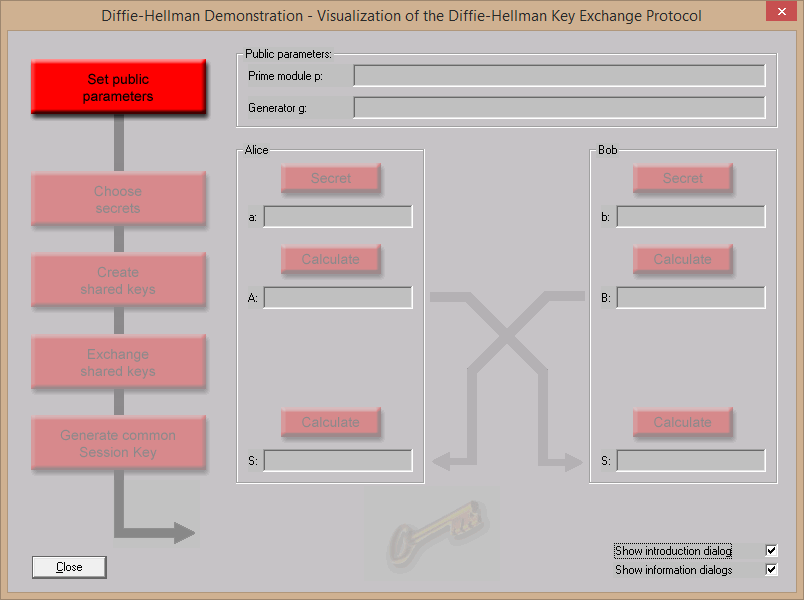 Diffie-Hellman Demonstration - Visualization of the Diffie-Hellman Key Exchange Protocol
Set public
parameters
Public parameters:
Prime module p:
Generator g:
Choose
secrets
Create
shared keys
Exchange
shared keys
Generate common
Session Key
Alice
Secret
a:
Calculate
A:
Calculate
S:
Bob
Secret
b:
Calculate
B:
Calculate
S:
Close
Show introduction dialog
Show information dialogs